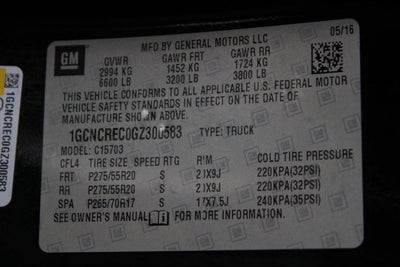 MFD BY GENERAL MOTORS LLC 05/16
GM
GVWR GAWR FRT GAWR RR
2994 KG 1452 KG 1724 KG
6600 LB 3200 LB 3800 LB
THIS VEHICLE CONFORMS TO ALL APPLICABLE U.S. FEDERAL MOTOR
VEHICLE SAFETY STANDARDS IN EFFECT ON THE DATE OF
MANUFACTURE SHOWN ABOVE.
1GCNCREC0GZ300583 TYPE: TRUCK
MODEL: C15703
CFL4 TIRE SIZE SPEED RTG RIM COLD TIRE PRESSURE
FRT P275/55R20 S 20X9J 220KPA(32PSI)
RR P275/55R20 S 20X9J 220KPA(32PSI)
SPA P265/70R17 S 17X7.5J 240KPA(35PSI)
SEE OWNER'S MANUAL FOR MORE INFORMATION.
1GCNCREC0GZ300583